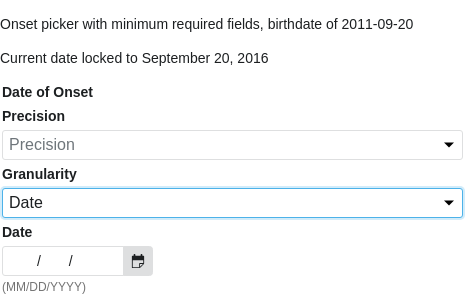 Onset picker with minimum required fields, birthdate of 2011-09-20
Current date locked to September 20, 2016
Date of Onset
Precision
Precision
Granularity
Date
Date
/ /
(MM/DD/YYYY)